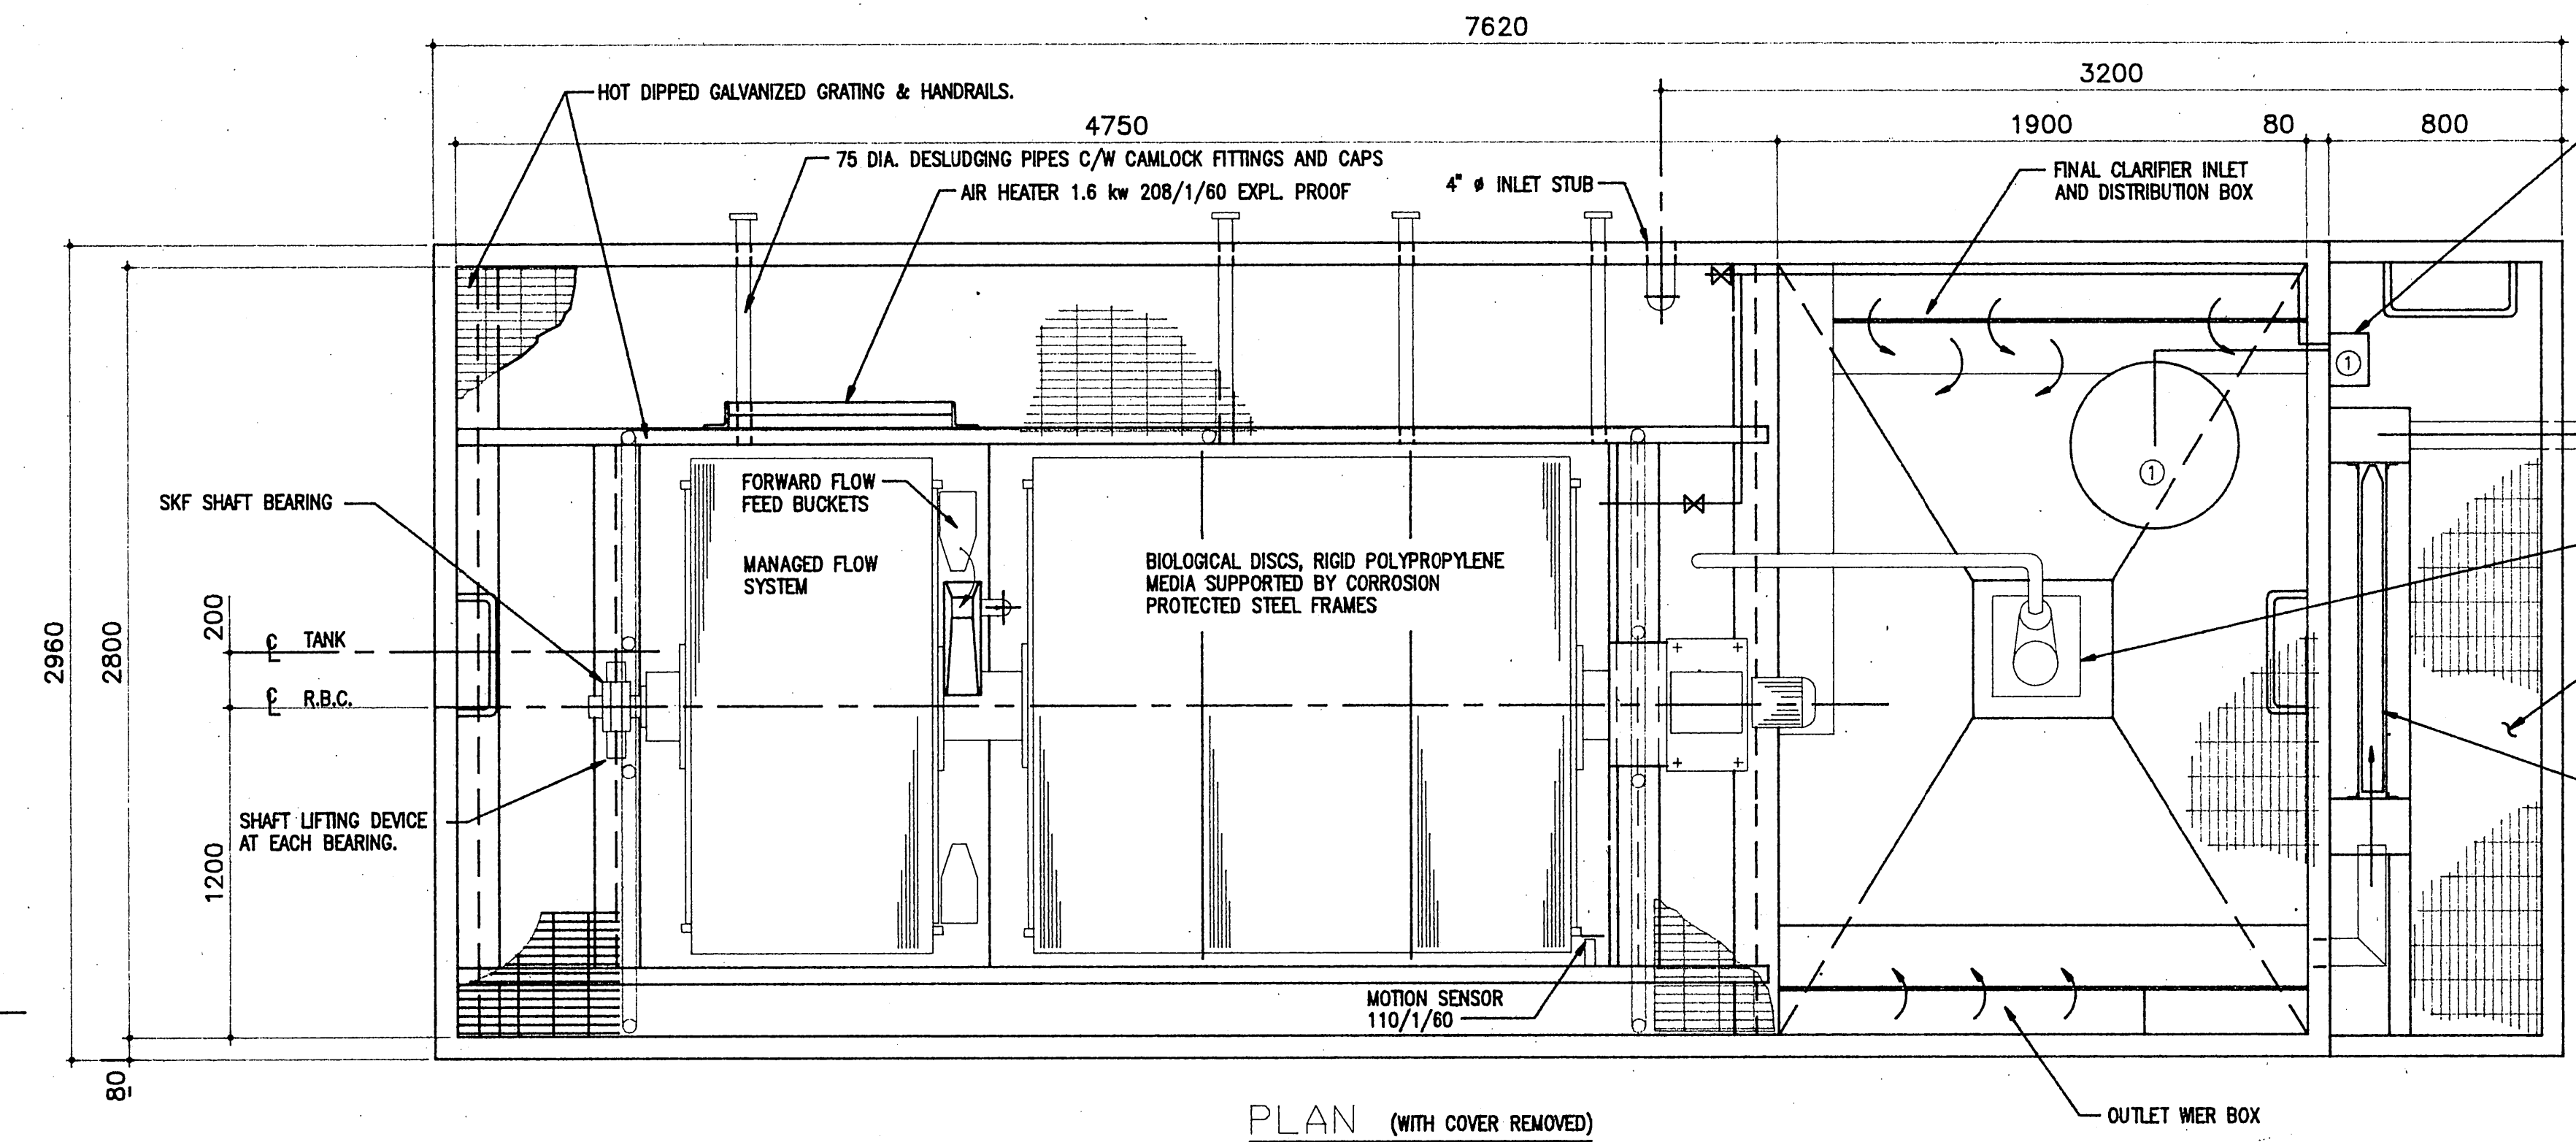 7620
3200
HOT DIPPED GALVANIZED GRATING & HANDRAILS.
4750
1900
80
800
75 DIA. DESLUDGING PIPES C/W CAMLOCK FITTINGS AND CAPS
AIR HEATER 1.6 kw 208/1/60 EXPL. PROOF
4" ø INLET STUB
FINAL CLARIFIER INLET
AND DISTRIBUTION BOX
1
1
SKF SHAFT BEARING
FORWARD FLOW
FEED BUCKETS
MANAGED FLOW
SYSTEM
BIOLOGICAL DISCS, RIGID POLYPROPYLENE
MEDIA SUPPORTED BY CORROSION
PROTECTED STEEL FRAMES
2960
2800
200
℄ TANK
℄ R.B.C.
SHAFT LIFTING DEVICE
AT EACH BEARING.
1200
MOTION SENSOR
110/1/60
80
OUTLET WIER BOX
PLAN (WITH COVER REMOVED)